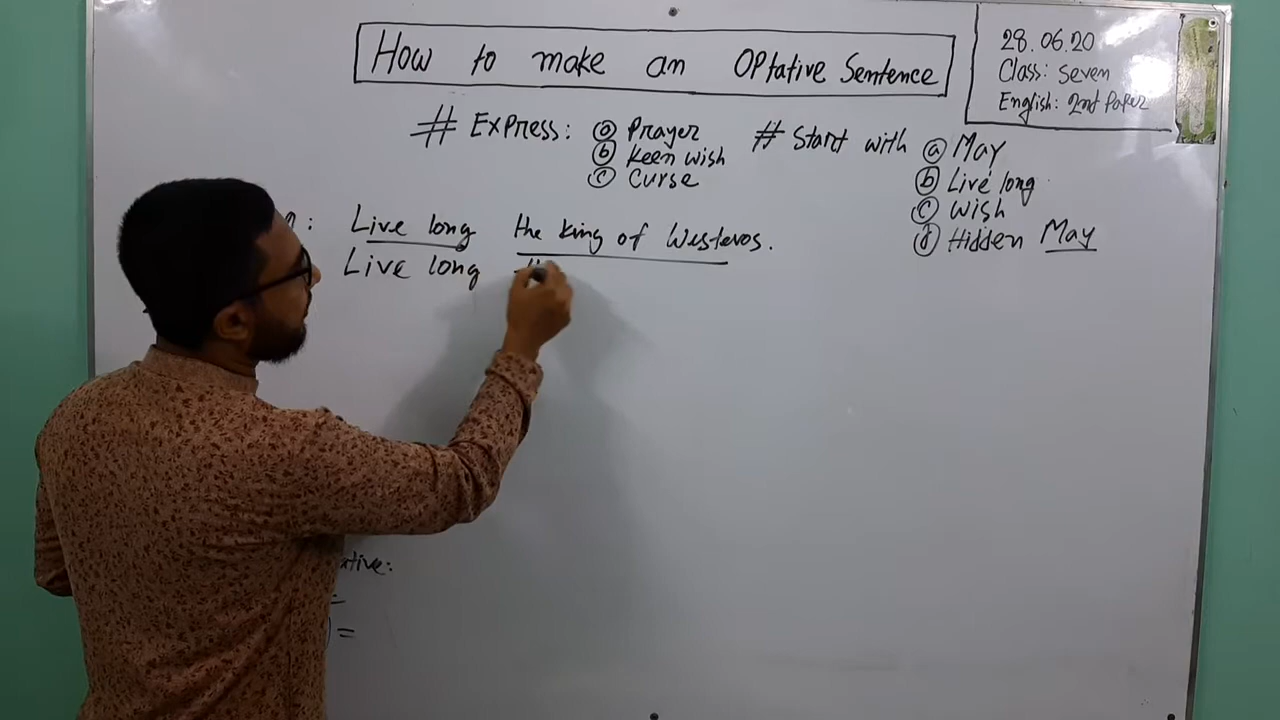 How to make an OPtative Sentence
28.06.20
Class: Seven
English: 2nd Paper
# Express: ⓐ Prayer
ⓑ keen wish
ⓒ Curse
# Start with ⓐ May
ⓑ Live long
ⓒ wish
ⓓ Hidden May
: Live long the king of Westeros.
Live long
ative:
=
) =